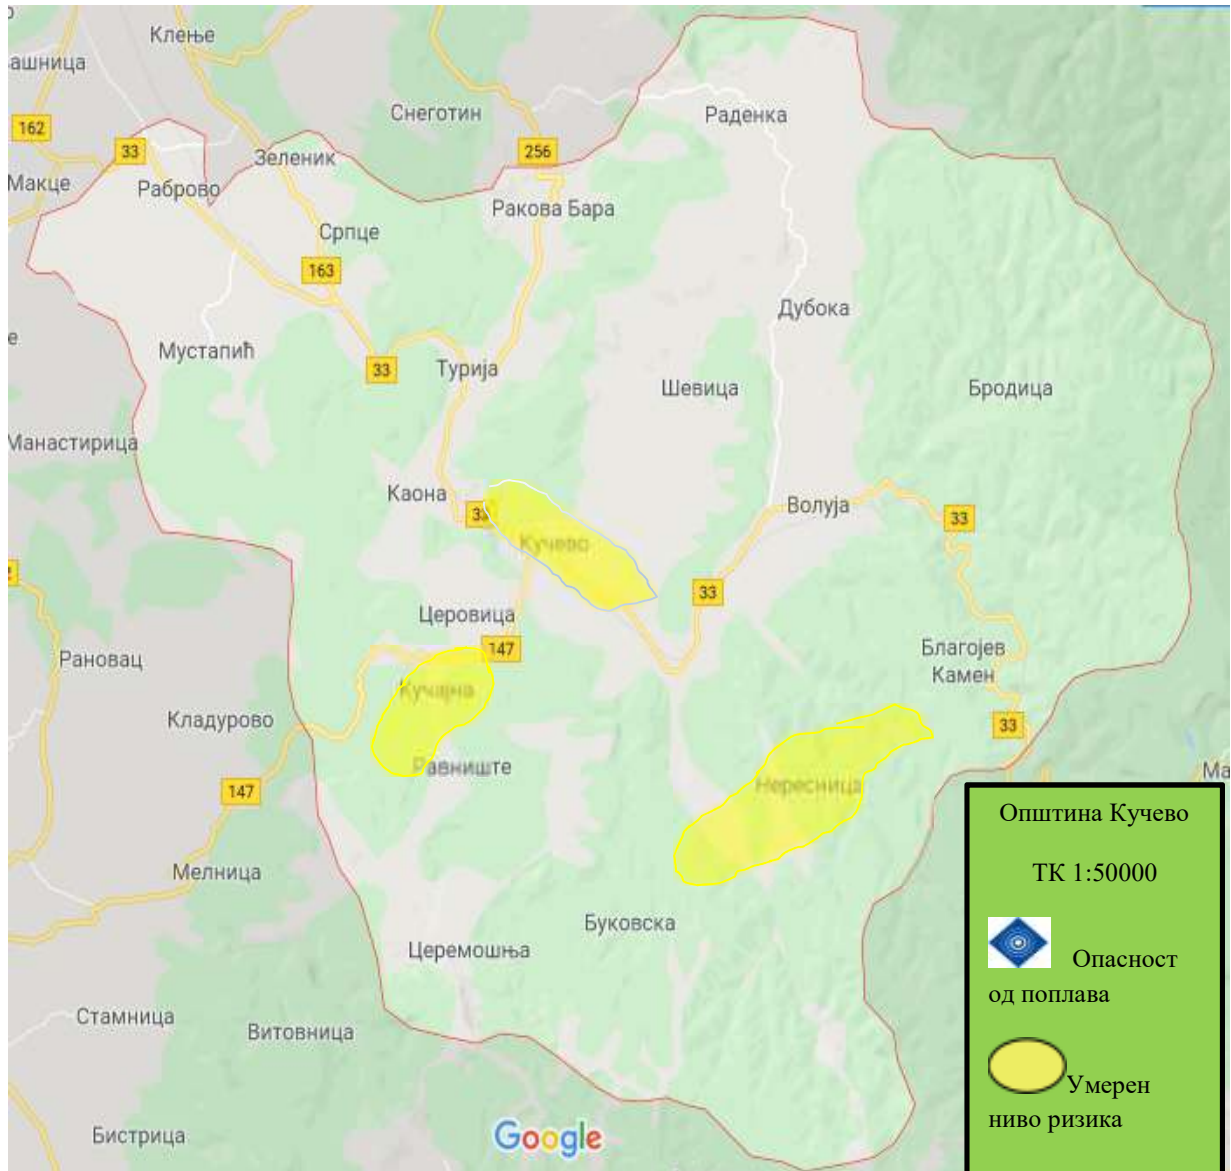 Клење
ашница
Снеготин
Раденка
162
33
256
Зеленик
Макце
Раброво
Ракова Бара
Српце
163
Дубока
е
Мустапић
33
Турија
Шевица
Бродица
Манастирица
Каона
33
Волуја
33
Кучево
33
Церовица
147
Благојев
Камен
Рановац
Кучајна
Кладурово
33
Равниште
Ма
147
Нересница
Мелница
Буковска
Церемошња
Стамница
Витовница
Бистрица
Google
Општина Кучево
ТК 1:50000
Опасност
од поплава
Умерен
ниво ризика